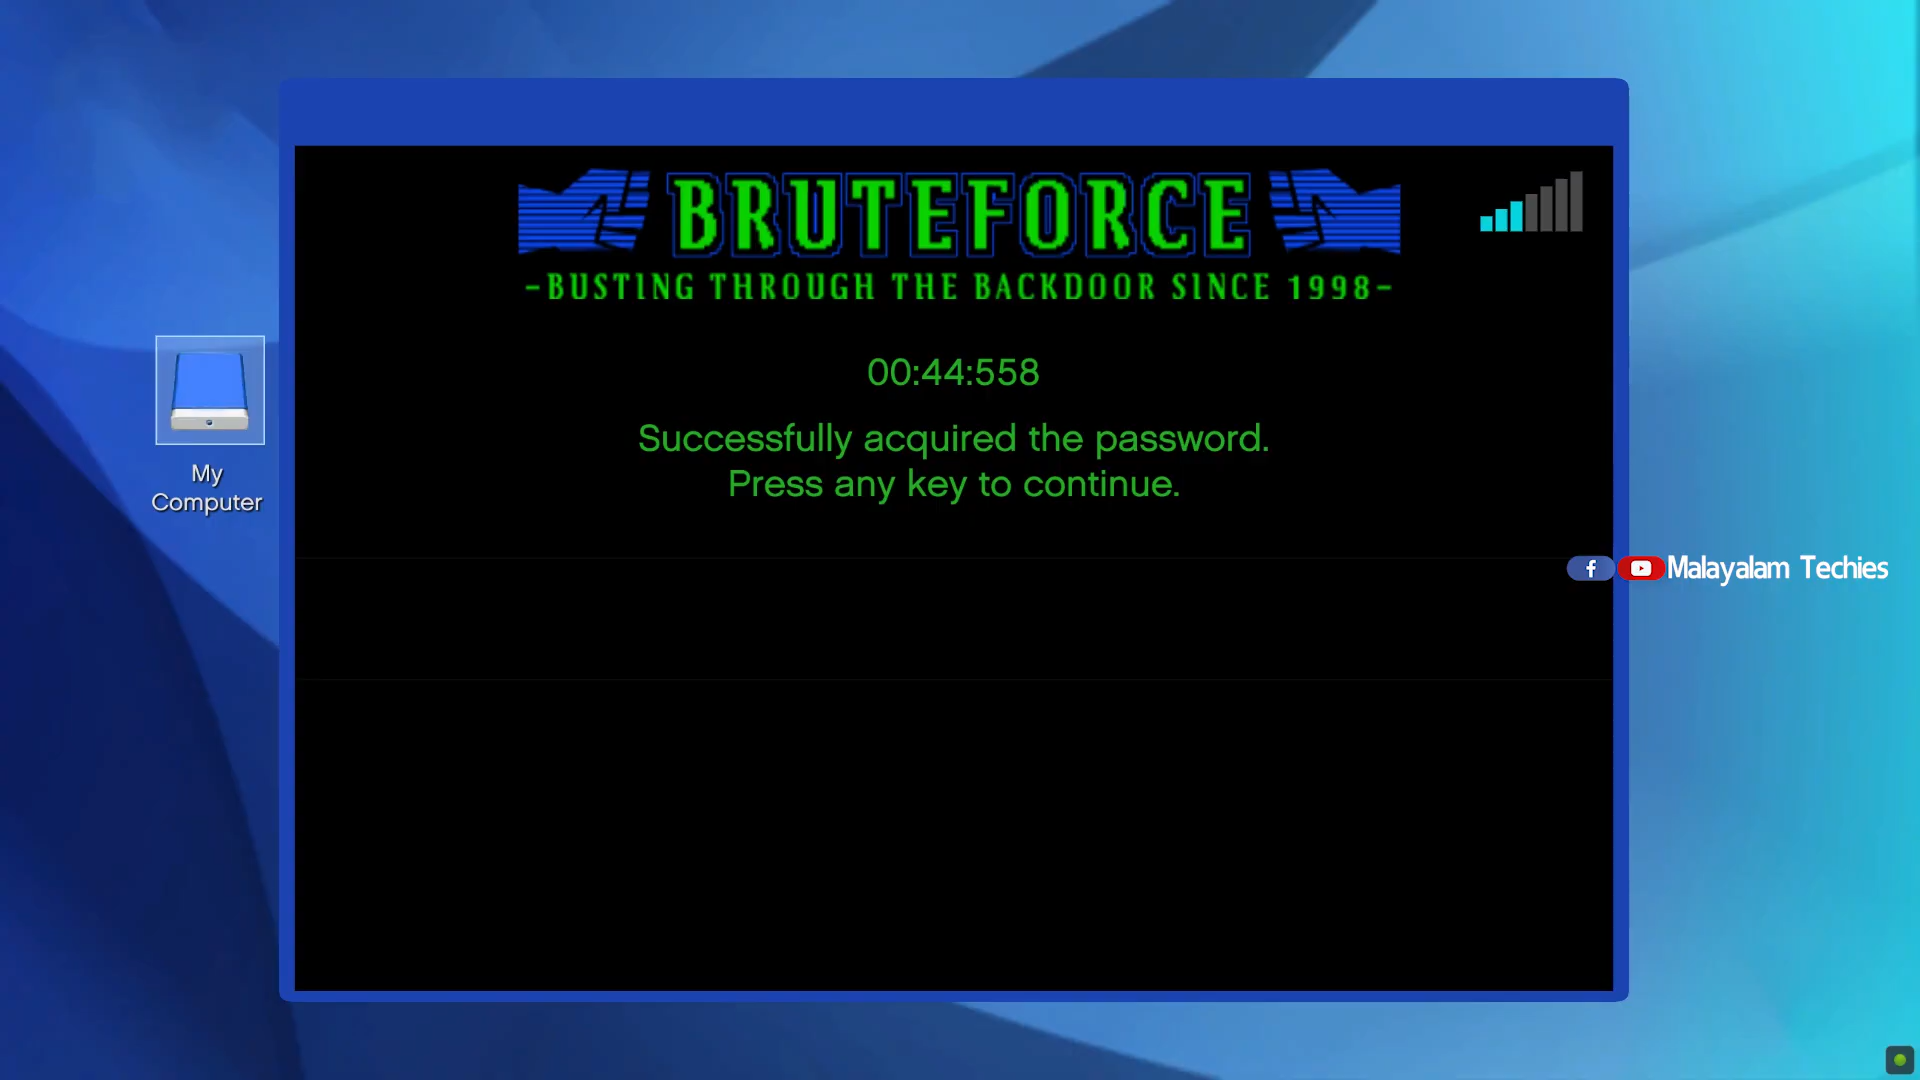 BRUTEFORCE
-BUSTING THROUGH THE BACKDOOR SINCE 1998-
00:44:558
Successfully acquired the password.
Press any key to continue.
My
Computer
Malayalam Techies